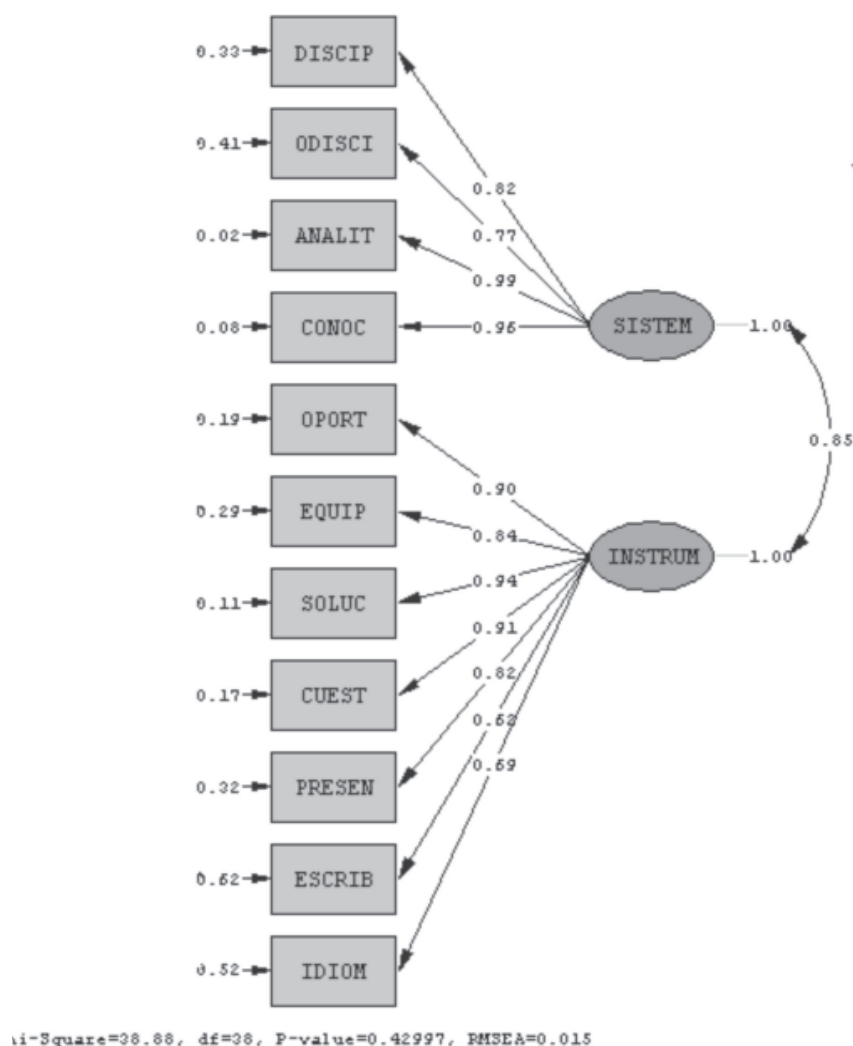 0.33 DISCIP
0.41 ODISCI
0.82
0.77
0.02 ANALIT
0.99
0.08 CONOC 0.96 SISTEM 1.00
0.19 OPORT
0.85
0.90
0.29 EQUIP
0.84
INSTRUM 1.00
0.94
0.11 SOLUC
0.91
0.82
0.17 CUEST
0.62
0.69
0.32 PRESEN
0.62 ESCRIB
0.52 IDIOM
i-Square=38.88, df=38, P-value=0.42997, RMSEA=0.015